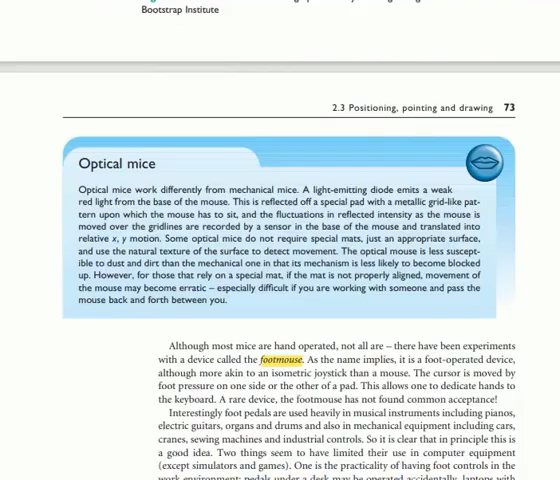 Bootstrap Institute
2.3 Positioning, pointing and drawing 73
Optical mice
Optical mice work differently from mechanical mice. A light-emitting diode emits a weak
red light from the base of the mouse. This is reflected off a special pad with a metallic grid-like pat-
tern upon which the mouse has to sit, and the fluctuations in reflected intensity as the mouse is
moved over the gridlines are recorded by a sensor in the base of the mouse and translated into
relative x, y motion. Some optical mice do not require special mats, just an appropriate surface,
and use the natural texture of the surface to detect movement. The optical mouse is less suscept-
ible to dust and dirt than the mechanical one in that its mechanism is less likely to become blocked
up. However, for those that rely on a special mat, if the mat is not properly aligned, movement of
the mouse may become erratic – especially difficult if you are working with someone and pass the
mouse back and forth between you.
Although most mice are hand operated, not all are – there have been experiments
with a device called the footmouse. As the name implies, it is a foot-operated device,
although more akin to an isometric joystick than a mouse. The cursor is moved by
foot pressure on one side or the other of a pad. This allows one to dedicate hands to
the keyboard. A rare device, the footmouse has not found common acceptance!
Interestingly foot pedals are used heavily in musical instruments including pianos,
electric guitars, organs and drums and also in mechanical equipment including cars,
cranes, sewing machines and industrial controls. So it is clear that in principle this is
a good idea. Two things seem to have limited their use in computer equipment
(except simulators and games). One is the practicality of having foot controls in the
work environment: pedals under a desk may be operated accidentally, laptops with